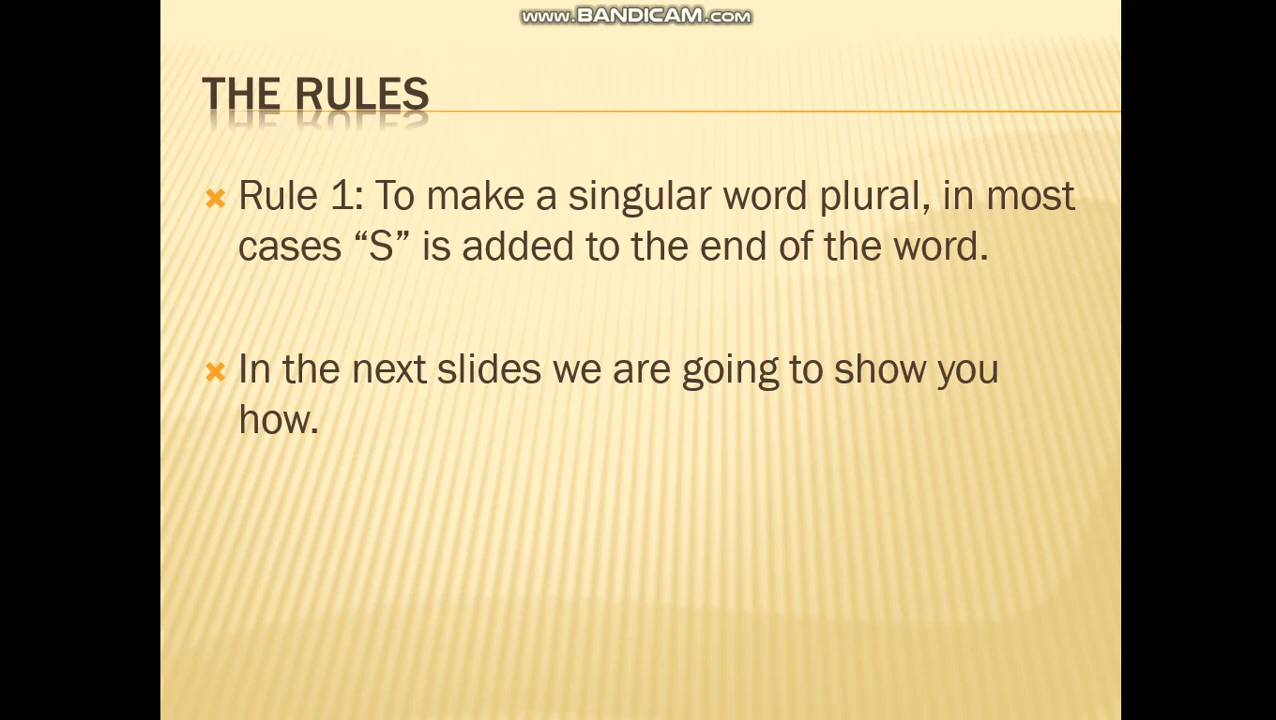 www.BANDICAM.com
THE RULES
Rule 1: To make a singular word plural, in most
cases “S” is added to the end of the word.
In the next slides we are going to show you
how.